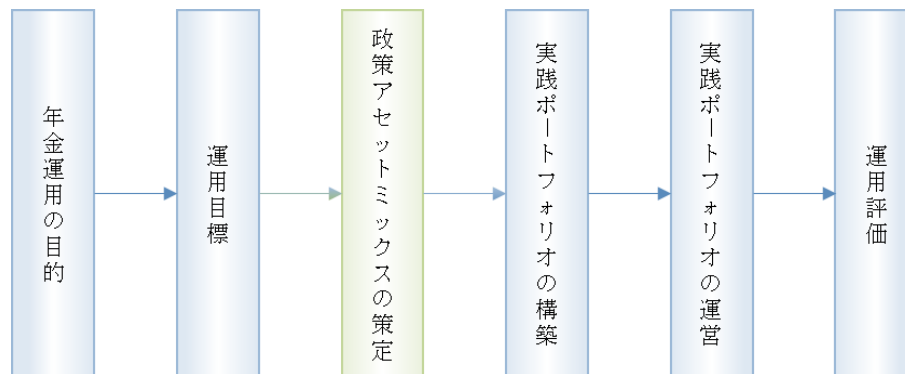 年金運用の目的
運用目標
政策アセットミックスの策定
実践ポートフォリオの構築
実践ポートフォリオの運営
運用評価